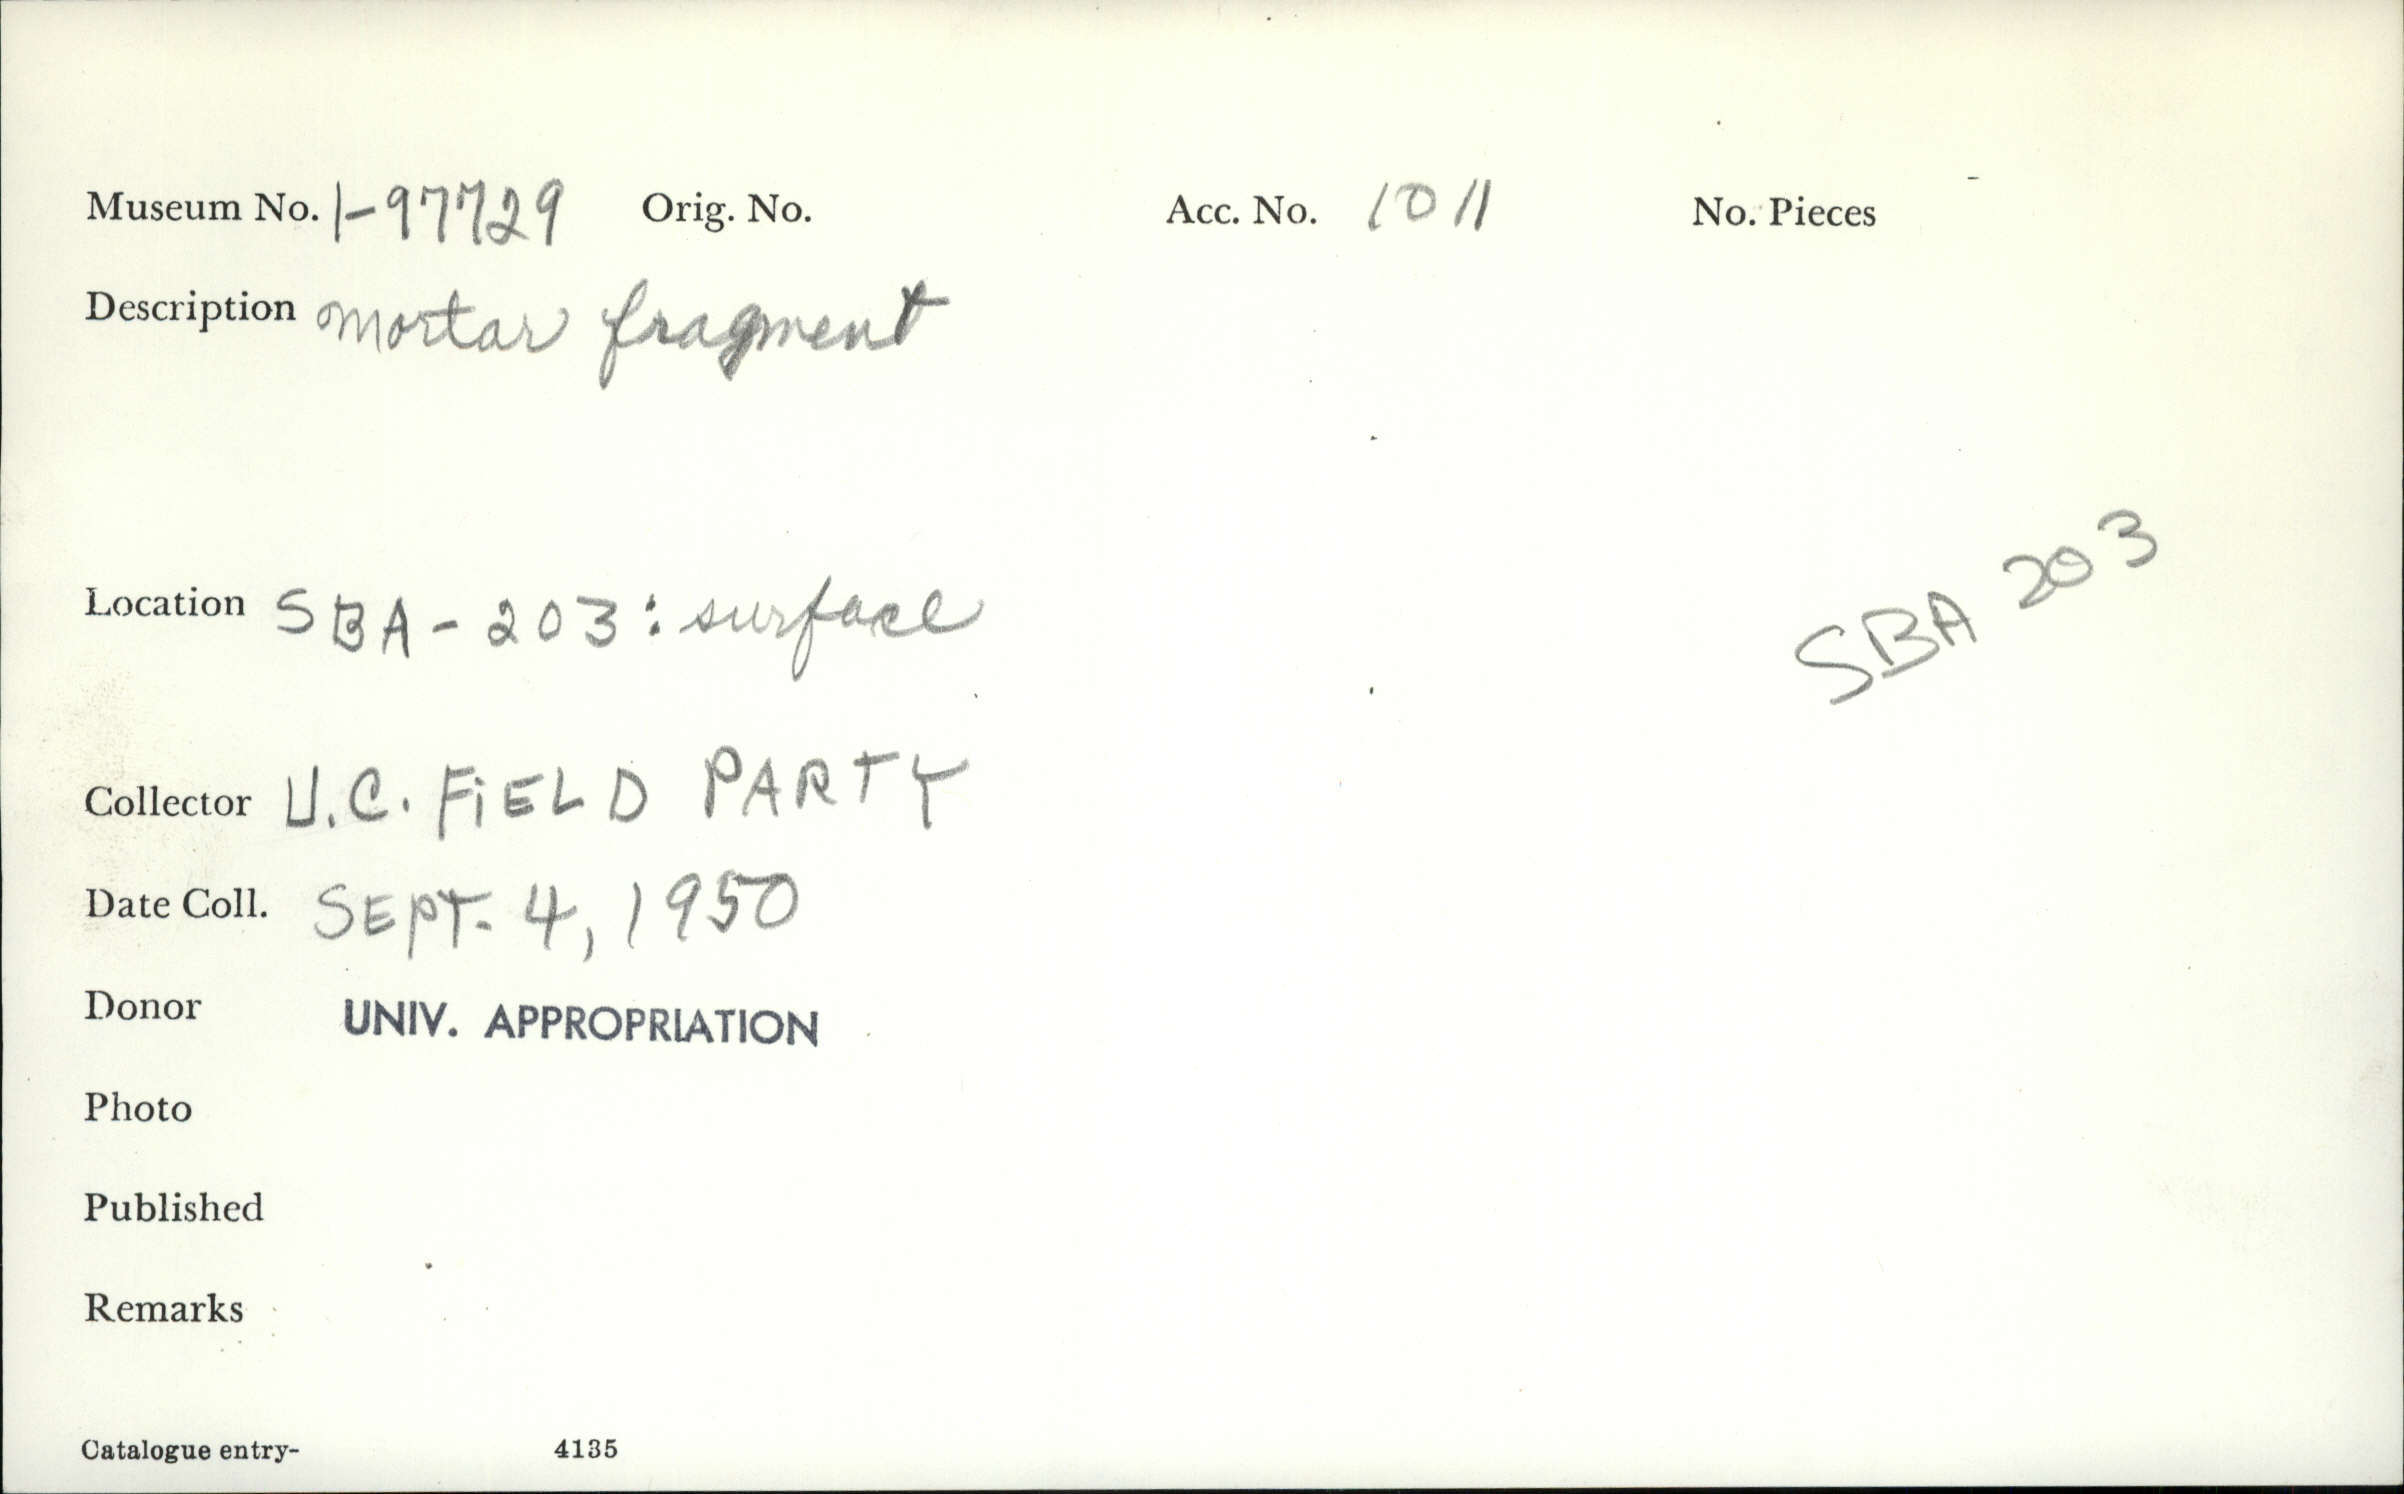 Museum No. 1-97729 Orig. No. Acc. No. 1011 No. Pieces
Description mortar fragment
Location SBA-203: surface
SBA 203
Collector U.C. FIELD PARTY
Date Coll. SEPT. 4, 1950
Donor UNIV. APPROPRIATION
Photo
Published
Remarks
Catalogue entry- 4135